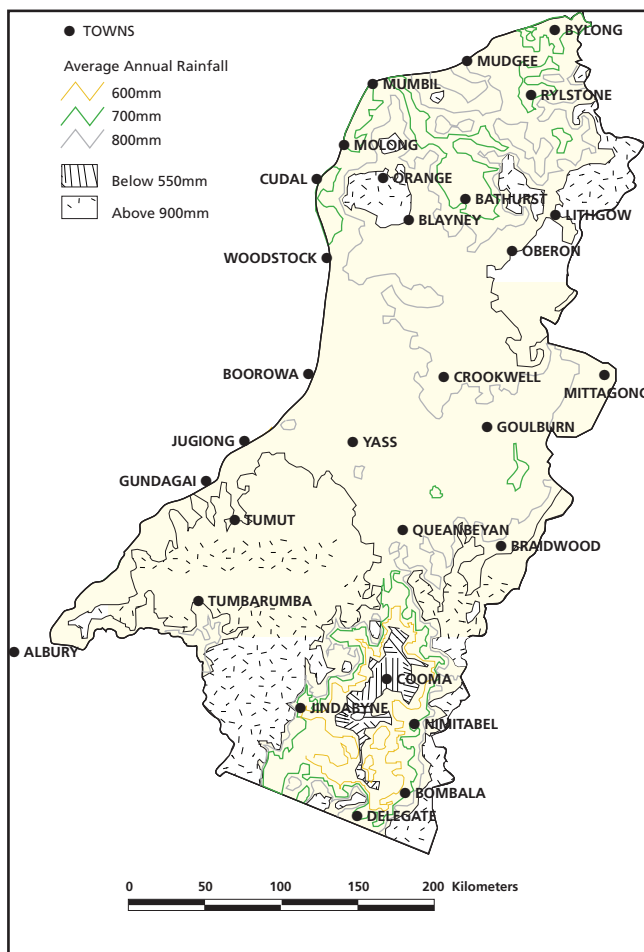 TOWNS
Average Annual Rainfall
600mm
700mm
800mm
Below 550mm
Above 900mm
BYLONG
MUDGEE
MUMBIL
RYLSTONE
MOLONG
CUDAL
ORANGE
BATHURST
BLAYNEY
LITHGOW
OBERON
WOODSTOCK
BOOROWA
CROOKWELL
MITTAGONG
GOULBURN
JUGIONG
YASS
GUNDAGAI
TUMUT
QUEANBEYAN
BRAIDWOOD
TUMBARUMBA
ALBURY
COOMA
JINDABYNE
NIMITABEL
BOMBALA
DELEGATE
0 50 100 150 200 Kilometers